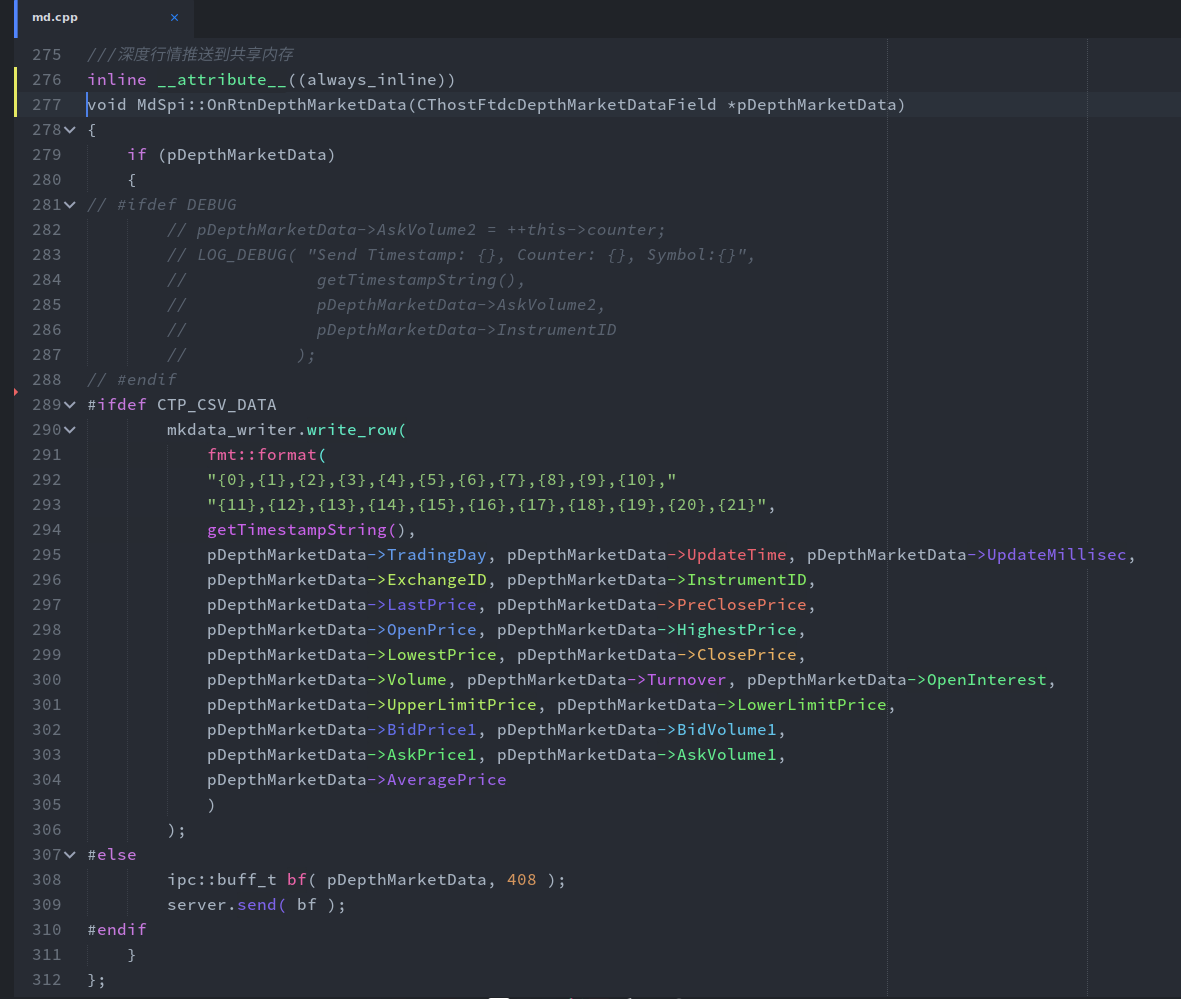 md.cpp ×
275 ///深度行情推送到共享内存
276 inline __attribute__((always_inline))
277 void MdSpi::OnRtnDepthMarketData(CThostFtdcDepthMarketDataField *pDepthMarketData)
278 {
279     if (pDepthMarketData)
280     {
281 // #ifdef DEBUG
282         // pDepthMarketData->AskVolume2 = ++this->counter;
283         // LOG_DEBUG( "Send Timestamp: {}, Counter: {}, Symbol:{}",
284         //             getTimestampString(),
285         //             pDepthMarketData->AskVolume2,
286         //             pDepthMarketData->InstrumentID
287         //           );
288 // #endif
289 #ifdef CTP_CSV_DATA
290         mkdata_writer.write_row(
291             fmt::format(
292             "{0},{1},{2},{3},{4},{5},{6},{7},{8},{9},{10},"
293             "{11},{12},{13},{14},{15},{16},{17},{18},{19},{20},{21}",
294             getTimestampString(),
295             pDepthMarketData->TradingDay, pDepthMarketData->UpdateTime, pDepthMarketData->UpdateMillisec,
296             pDepthMarketData->ExchangeID, pDepthMarketData->InstrumentID,
297             pDepthMarketData->LastPrice, pDepthMarketData->PreClosePrice,
298             pDepthMarketData->OpenPrice, pDepthMarketData->HighestPrice,
299             pDepthMarketData->LowestPrice, pDepthMarketData->ClosePrice,
300             pDepthMarketData->Volume, pDepthMarketData->Turnover, pDepthMarketData->OpenInterest,
301             pDepthMarketData->UpperLimitPrice, pDepthMarketData->LowerLimitPrice,
302             pDepthMarketData->BidPrice1, pDepthMarketData->BidVolume1,
303             pDepthMarketData->AskPrice1, pDepthMarketData->AskVolume1,
304             pDepthMarketData->AveragePrice
305             )
306         );
307 #else
308         ipc::buff_t bf( pDepthMarketData, 408 );
309         server.send( bf );
310 #endif
311     }
312 };